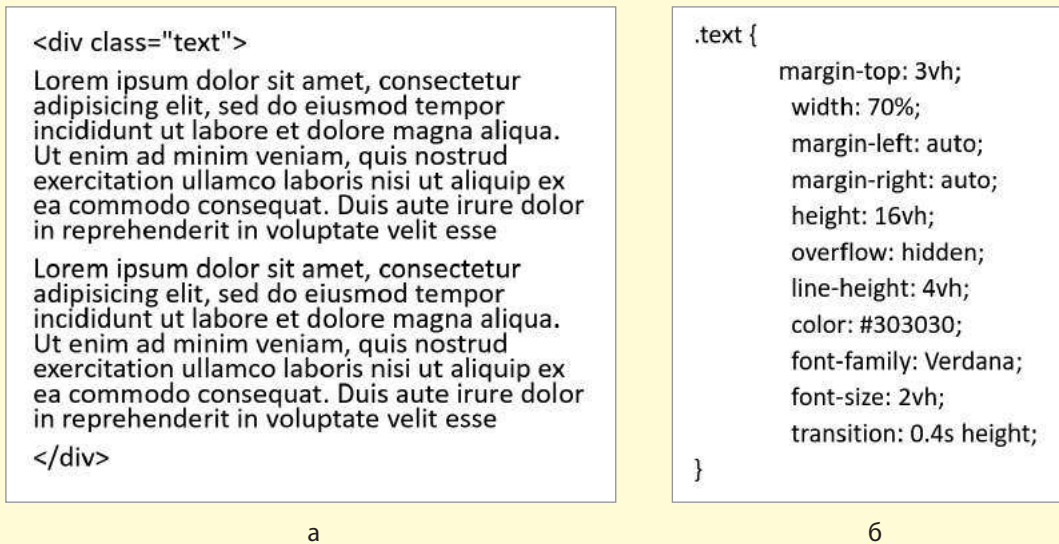 <div class="text">
Lorem ipsum dolor sit amet, consectetur
adipisicing elit, sed do eiusmod tempor
incididunt ut labore et dolore magna aliqua.
Ut enim ad minim veniam, quis nostrud
exercitation ullamco laboris nisi ut aliquip ex
ea commodo consequat. Duis aute irure dolor
in reprehenderit in voluptate velit esse
Lorem ipsum dolor sit amet, consectetur
adipisicing elit, sed do eiusmod tempor
incididunt ut labore et dolore magna aliqua.
Ut enim ad minim veniam, quis nostrud
exercitation ullamco laboris nisi ut aliquip ex
ea commodo consequat. Duis aute irure dolor
in reprehenderit in voluptate velit esse
</div>
а
.text {
margin-top: 3vh;
width: 70%;
margin-left: auto;
margin-right: auto;
height: 16vh;
overflow: hidden;
line-height: 4vh;
color: #303030;
font-family: Verdana;
font-size: 2vh;
transition: 0.4s height;
}
б